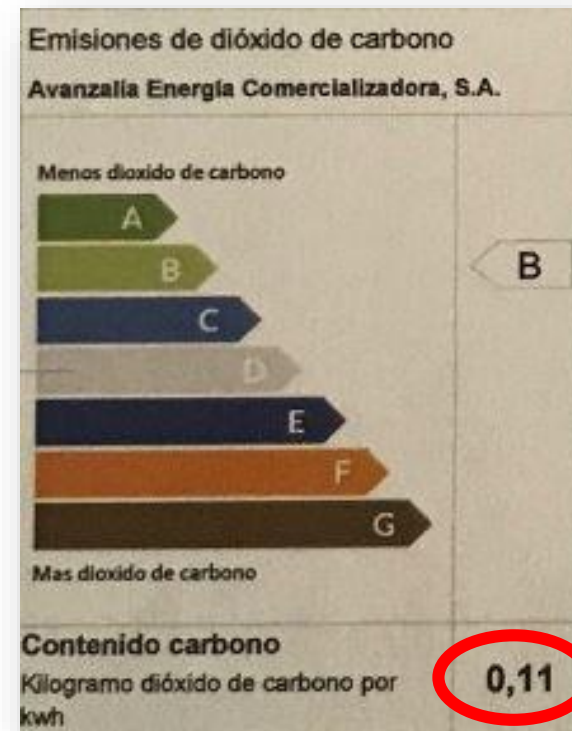 Emisiones de dióxido de carbono
Avanzalia Energía Comercializadora, S.A.
Menos dioxido de carbono
A
B
B
C
D
E
F
G
Mas dioxido de carbono
Contenido carbono
Kilogramo dióxido de carbono por
kwh
0,11